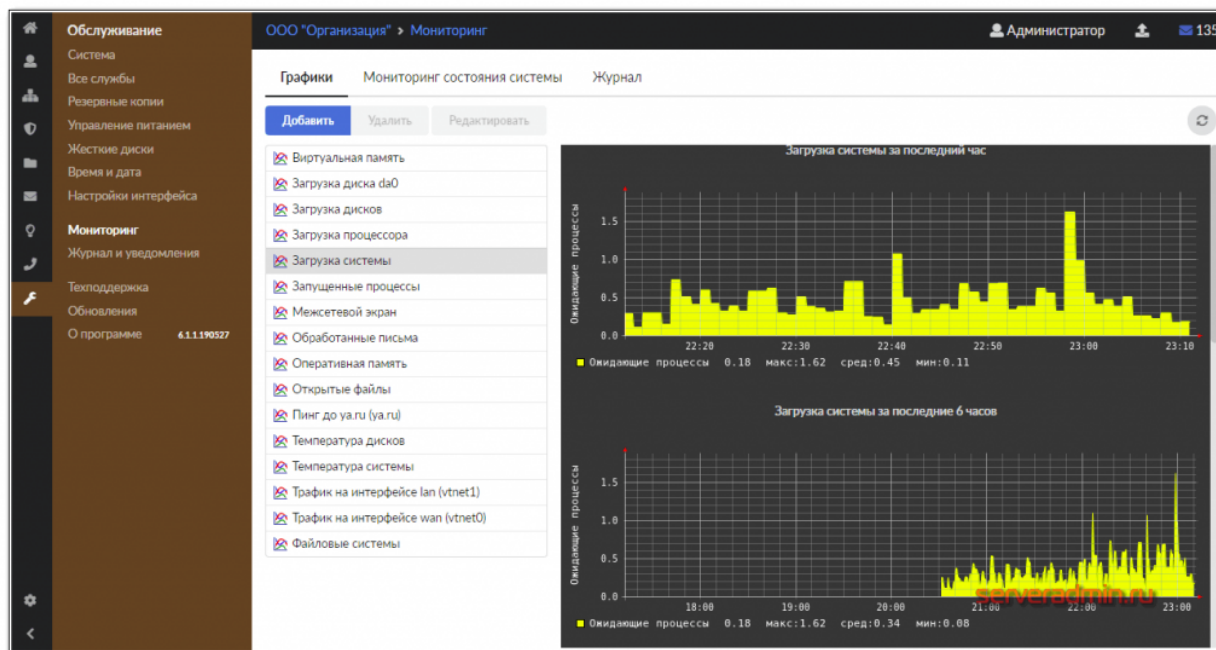 Обслуживание
Система
Все службы
Резервные копии
Управление питанием
Жесткие диски
Время и дата
Настройки интерфейса
Мониторинг
Журнал и уведомления
Техподдержка
Обновления
О программе 6.1.1.190527
ООО "Организация" > Мониторинг
Администратор 135
Графики Мониторинг состояния системы Журнал
Добавить Удалить Редактировать
Виртуальная память
Загрузка диска da0
Загрузка дисков
Загрузка процессора
Загрузка системы
Запущенные процессы
Межсетевой экран
Обработанные письма
Оперативная память
Открытые файлы
Пинг до ya.ru (ya.ru)
Температура дисков
Температура системы
Трафик на интерфейсе lan (vtnet1)
Трафик на интерфейсе wan (vtnet0)
Файловые системы
Загрузка системы за последний час
Ожидающие процессы
1.5
1.0
0.5
0.0
22:20 22:30 22:40 22:50 23:00 23:10
Ожидающие процессы 0.18 макс:1.62 сред:0.45 мин:0.11
Загрузка системы за последние 6 часов
Ожидающие процессы
1.5
1.0
0.5
0.0
18:00 19:00 20:00 21:00 22:00 23:00
serveradmin.ru
Ожидающие процессы 0.18 макс:1.62 сред:0.34 мин:0.08